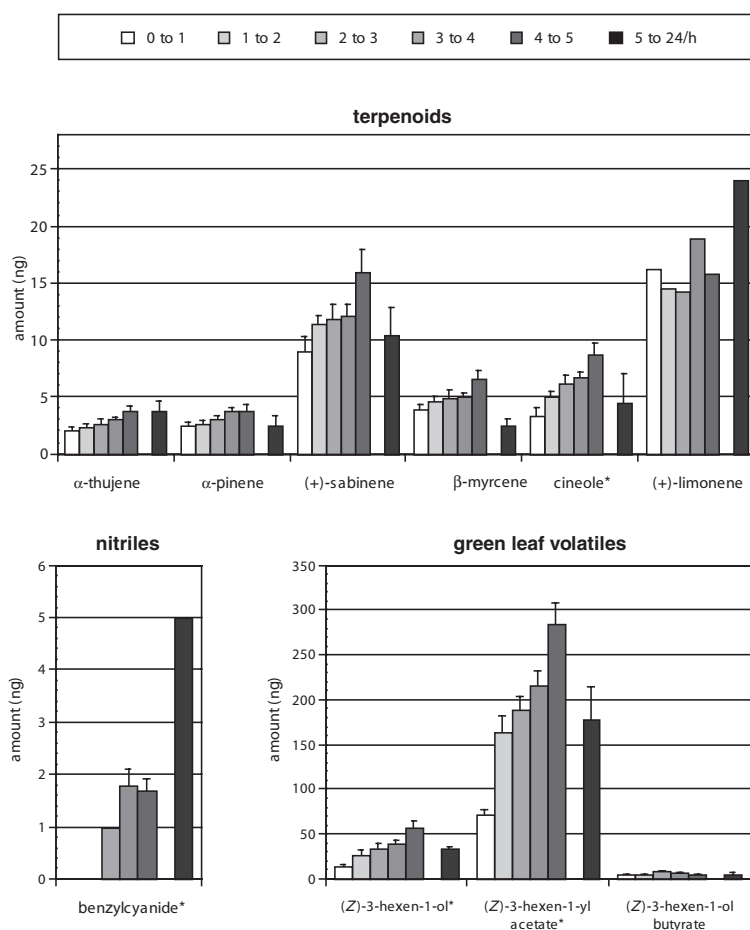 0 to 1 1 to 2 2 to 3 3 to 4 4 to 5 5 to 24/h
terpenoids
amount (ng)
25
20
15
10
5
0
α-thujene α-pinene (+)-sabinene β-myrcene cineole* (+)-limonene
nitriles
amount (ng)
6
5
4
3
2
1
0
benzylcyanide*
green leaf volatiles
amount (ng)
350
300
250
200
150
100
50
0
(Z)-3-hexen-1-ol* (Z)-3-hexen-1-yl (Z)-3-hexen-1-ol
acetate* butyrate